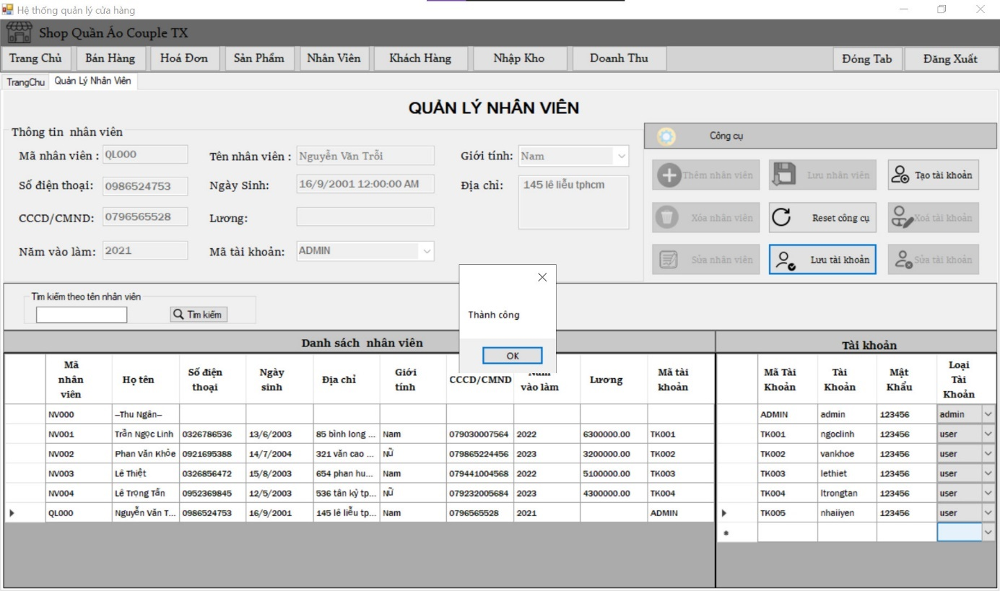 Hệ thống quản lý cửa hàng
Shop Quần Áo Couple TX
Trang Chủ Bán Hàng Hoá Đơn Sản Phẩm Nhân Viên Khách Hàng Nhập Kho Doanh Thu Đóng Tab Đăng Xuất
TrangChu Quản Lý Nhân Viên
QUẢN LÝ NHÂN VIÊN
Thông tin nhân viên
Mã nhân viên : QL000 Tên nhân viên : Nguyễn Văn Trỗi Giới tính: Nam
Số điện thoại: 0986524753 Ngày Sinh: 16/9/2001 12:00:00 AM Địa chỉ: 145 lê liễu tphcm
CCCD/CMND: 0796565528 Lương:
Năm vào làm: 2021 Mã tài khoản: ADMIN
Công cụ
Thêm nhân viên Lưu nhân viên Tạo tài khoản
Xóa nhân viên Reset công cụ Xoá tài khoản
Sửa nhân viên Lưu tài khoản Sửa tài khoản
Tìm kiếm theo tên nhân viên
Tìm kiếm
Thành công
OK
Danh sách nhân viên
Mã nhân viên Họ tên Số điện thoại Ngày sinh Địa chỉ Giới tính CCCD/CMND Năm vào làm Lương Mã tài khoản
NV000 –Thu Ngân–
NV001 Trần Ngọc Linh 0326786536 13/6/2003 85 bình long ... Nam 079030007564 2022 6300000.00 TK001
NV002 Phan Văn Khỏe 0921695388 14/7/2004 321 văn cao ... Nữ 079865224456 2023 3200000.00 TK002
NV003 Lê Thiệt 0326856472 15/8/2003 654 phan hu... Nam 079441004568 2022 5100000.00 TK003
NV004 Lê Trọng Tấn 0952369845 12/5/2003 536 tân kỳ tp... Nữ 079232005684 2023 4300000.00 TK004
QL000 Nguyễn Văn T... 0986524753 16/9/2001 145 lê liễu tp... Nam 0796565528 2021 ADMIN
Tài khoản
Mã Tài Khoản Tài Khoản Mật Khẩu Loại Tài Khoản
ADMIN admin 123456 admin
TK001 ngoclinh 123456 user
TK002 vankhoe 123456 user
TK003 lethiet 123456 user
TK004 ltrongtan 123456 user
TK005 nhaiiyen 123456 user